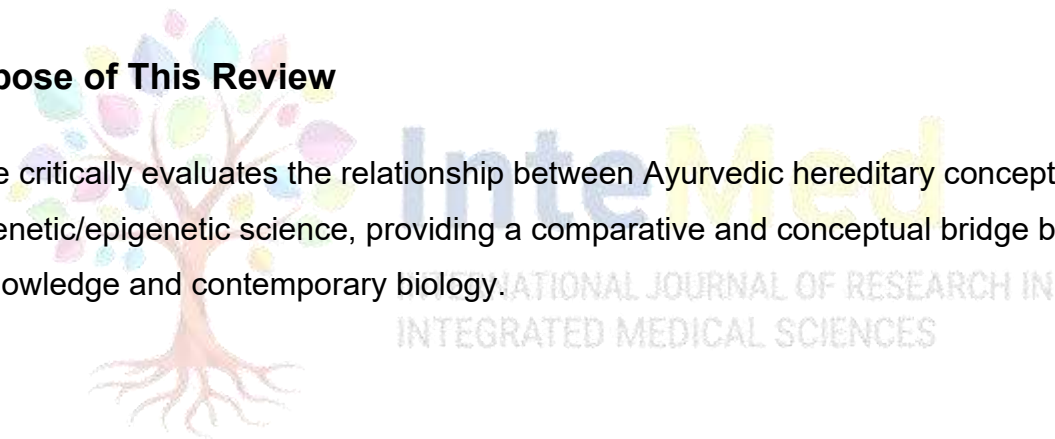 pose of This Review
InteMed
e critically evaluates the relationship between Ayurvedic hereditary concept
enetic/epigenetic science, providing a comparative and conceptual bridge b
owledge and contemporary biology.
INTERNATIONAL JOURNAL OF RESEARCH IN
INTEGRATED MEDICAL SCIENCES